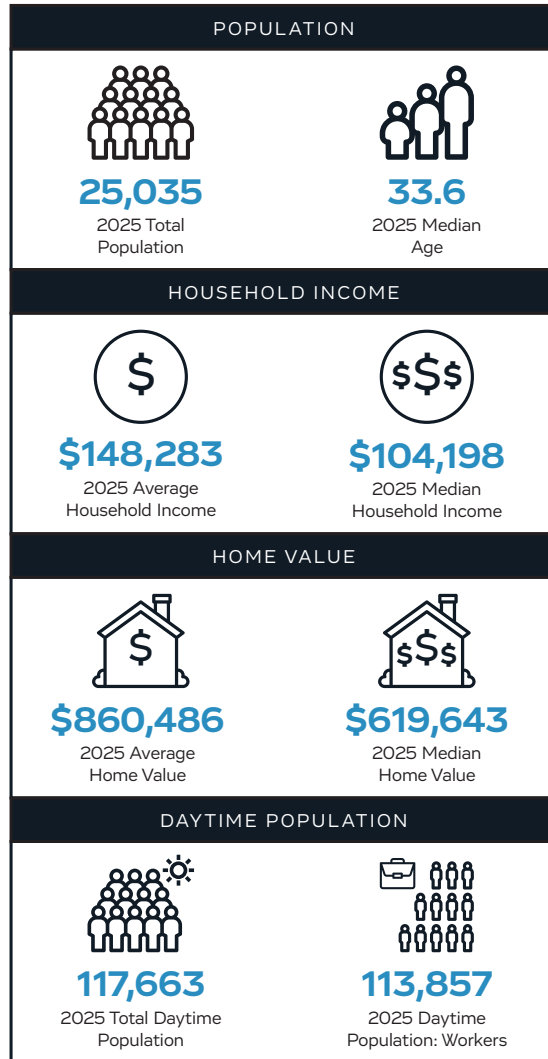 POPULATION
25,035
2025 Total
Population
33.6
2025 Median
Age
HOUSEHOLD INCOME
$
$148,283
2025 Average
Household Income
$$$
$104,198
2025 Median
Household Income
HOME VALUE
$
$860,486
2025 Average
Home Value
$$$
$619,643
2025 Median
Home Value
DAYTIME POPULATION
117,663
2025 Total Daytime
Population
113,857
2025 Daytime
Population: Workers